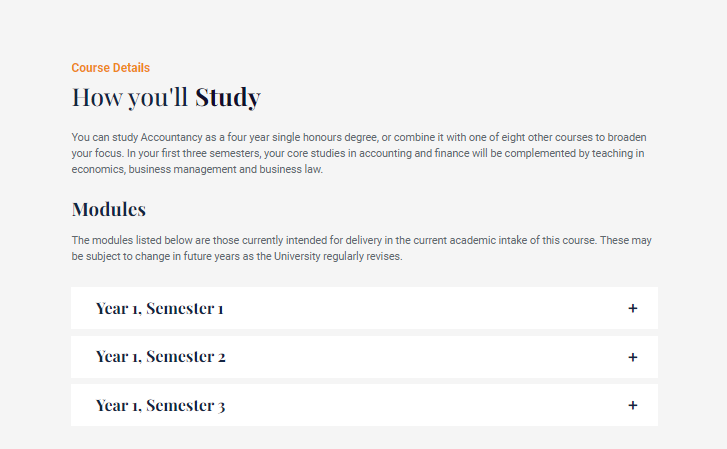 Course Details
How you'll Study
You can study Accountancy as a four year single honours degree, or combine it with one of eight other courses to broaden
your focus. In your first three semesters, your core studies in accounting and finance will be complemented by teaching in
economics, business management and business law.
Modules
The modules listed below are those currently intended for delivery in the current academic intake of this course. These may
be subject to change in future years as the University regularly revises.
Year 1, Semester 1 +
Year 1, Semester 2 +
Year 1, Semester 3 +